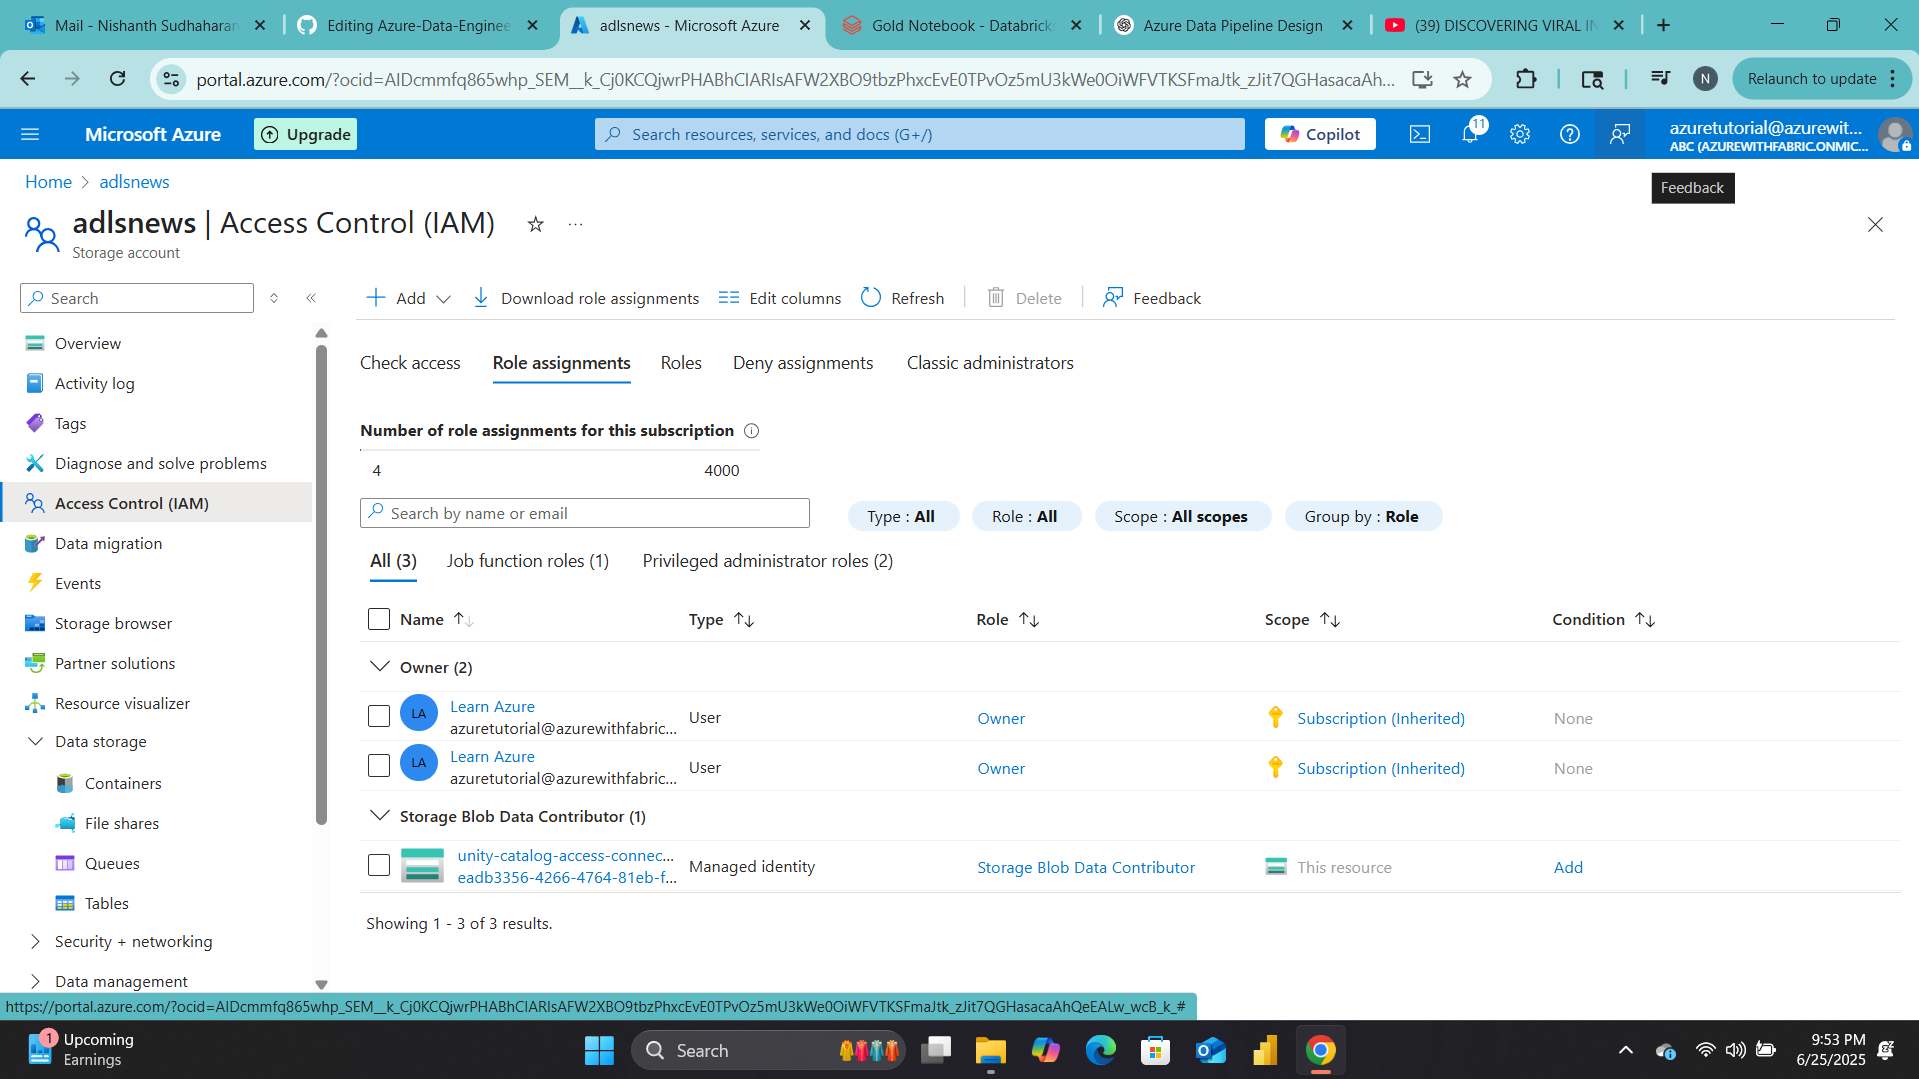 Mail - Nishanth Sudhaharan
Editing Azure-Data-Enginee
adlsnews - Microsoft Azure
Gold Notebook - Databricks
Azure Data Pipeline Design
(39) DISCOVERING VIRAL IN
portal.azure.com/?ocid=AIDcmmfq865whp_SEM__k_Cj0KCQjwrPHABhCIARIsAFW2XBO9tbzPhxcEvE0TPvOz5mU3kWe0OiWFVTKSFmaJtk_zJit7QGHasacaAh...
N
Relaunch to update
Microsoft Azure
Upgrade
Search resources, services, and docs (G+/)
Copilot
11
azuretutorial@azurewit...
ABC (AZUREWITHFABRIC.ONMIC...
Home > adlsnews
Feedback
adlsnews | Access Control (IAM)
Storage account
Search
Add
Download role assignments
Edit columns
Refresh
Delete
Feedback
Overview
Activity log
Tags
Diagnose and solve problems
Access Control (IAM)
Data migration
Events
Storage browser
Partner solutions
Resource visualizer
Data storage
Containers
File shares
Queues
Tables
Security + networking
Data management
Check access
Role assignments
Roles
Deny assignments
Classic administrators
Number of role assignments for this subscription
4
4000
Search by name or email
Type : All
Role : All
Scope : All scopes
Group by : Role
All (3)
Job function roles (1)
Privileged administrator roles (2)
Name
Type
Role
Scope
Condition
Owner (2)
LA
Learn Azure
azuretutorial@azurewithfabric...
User
Owner
Subscription (Inherited)
None
LA
Learn Azure
azuretutorial@azurewithfabric...
User
Owner
Subscription (Inherited)
None
Storage Blob Data Contributor (1)
unity-catalog-access-connec...
eadb3356-4266-4764-81eb-f...
Managed identity
Storage Blob Data Contributor
This resource
Add
Showing 1 - 3 of 3 results.
https://portal.azure.com/?ocid=AIDcmmfq865whp_SEM__k_Cj0KCQjwrPHABhCIARIsAFW2XBO9tbzPhxcEvE0TPvOz5mU3kWe0OiWFVTKSFmaJtk_zJit7QGHasacaAhQeEALw_wcB_k_#
1
Upcoming
Earnings
Search
9:53 PM
6/25/2025